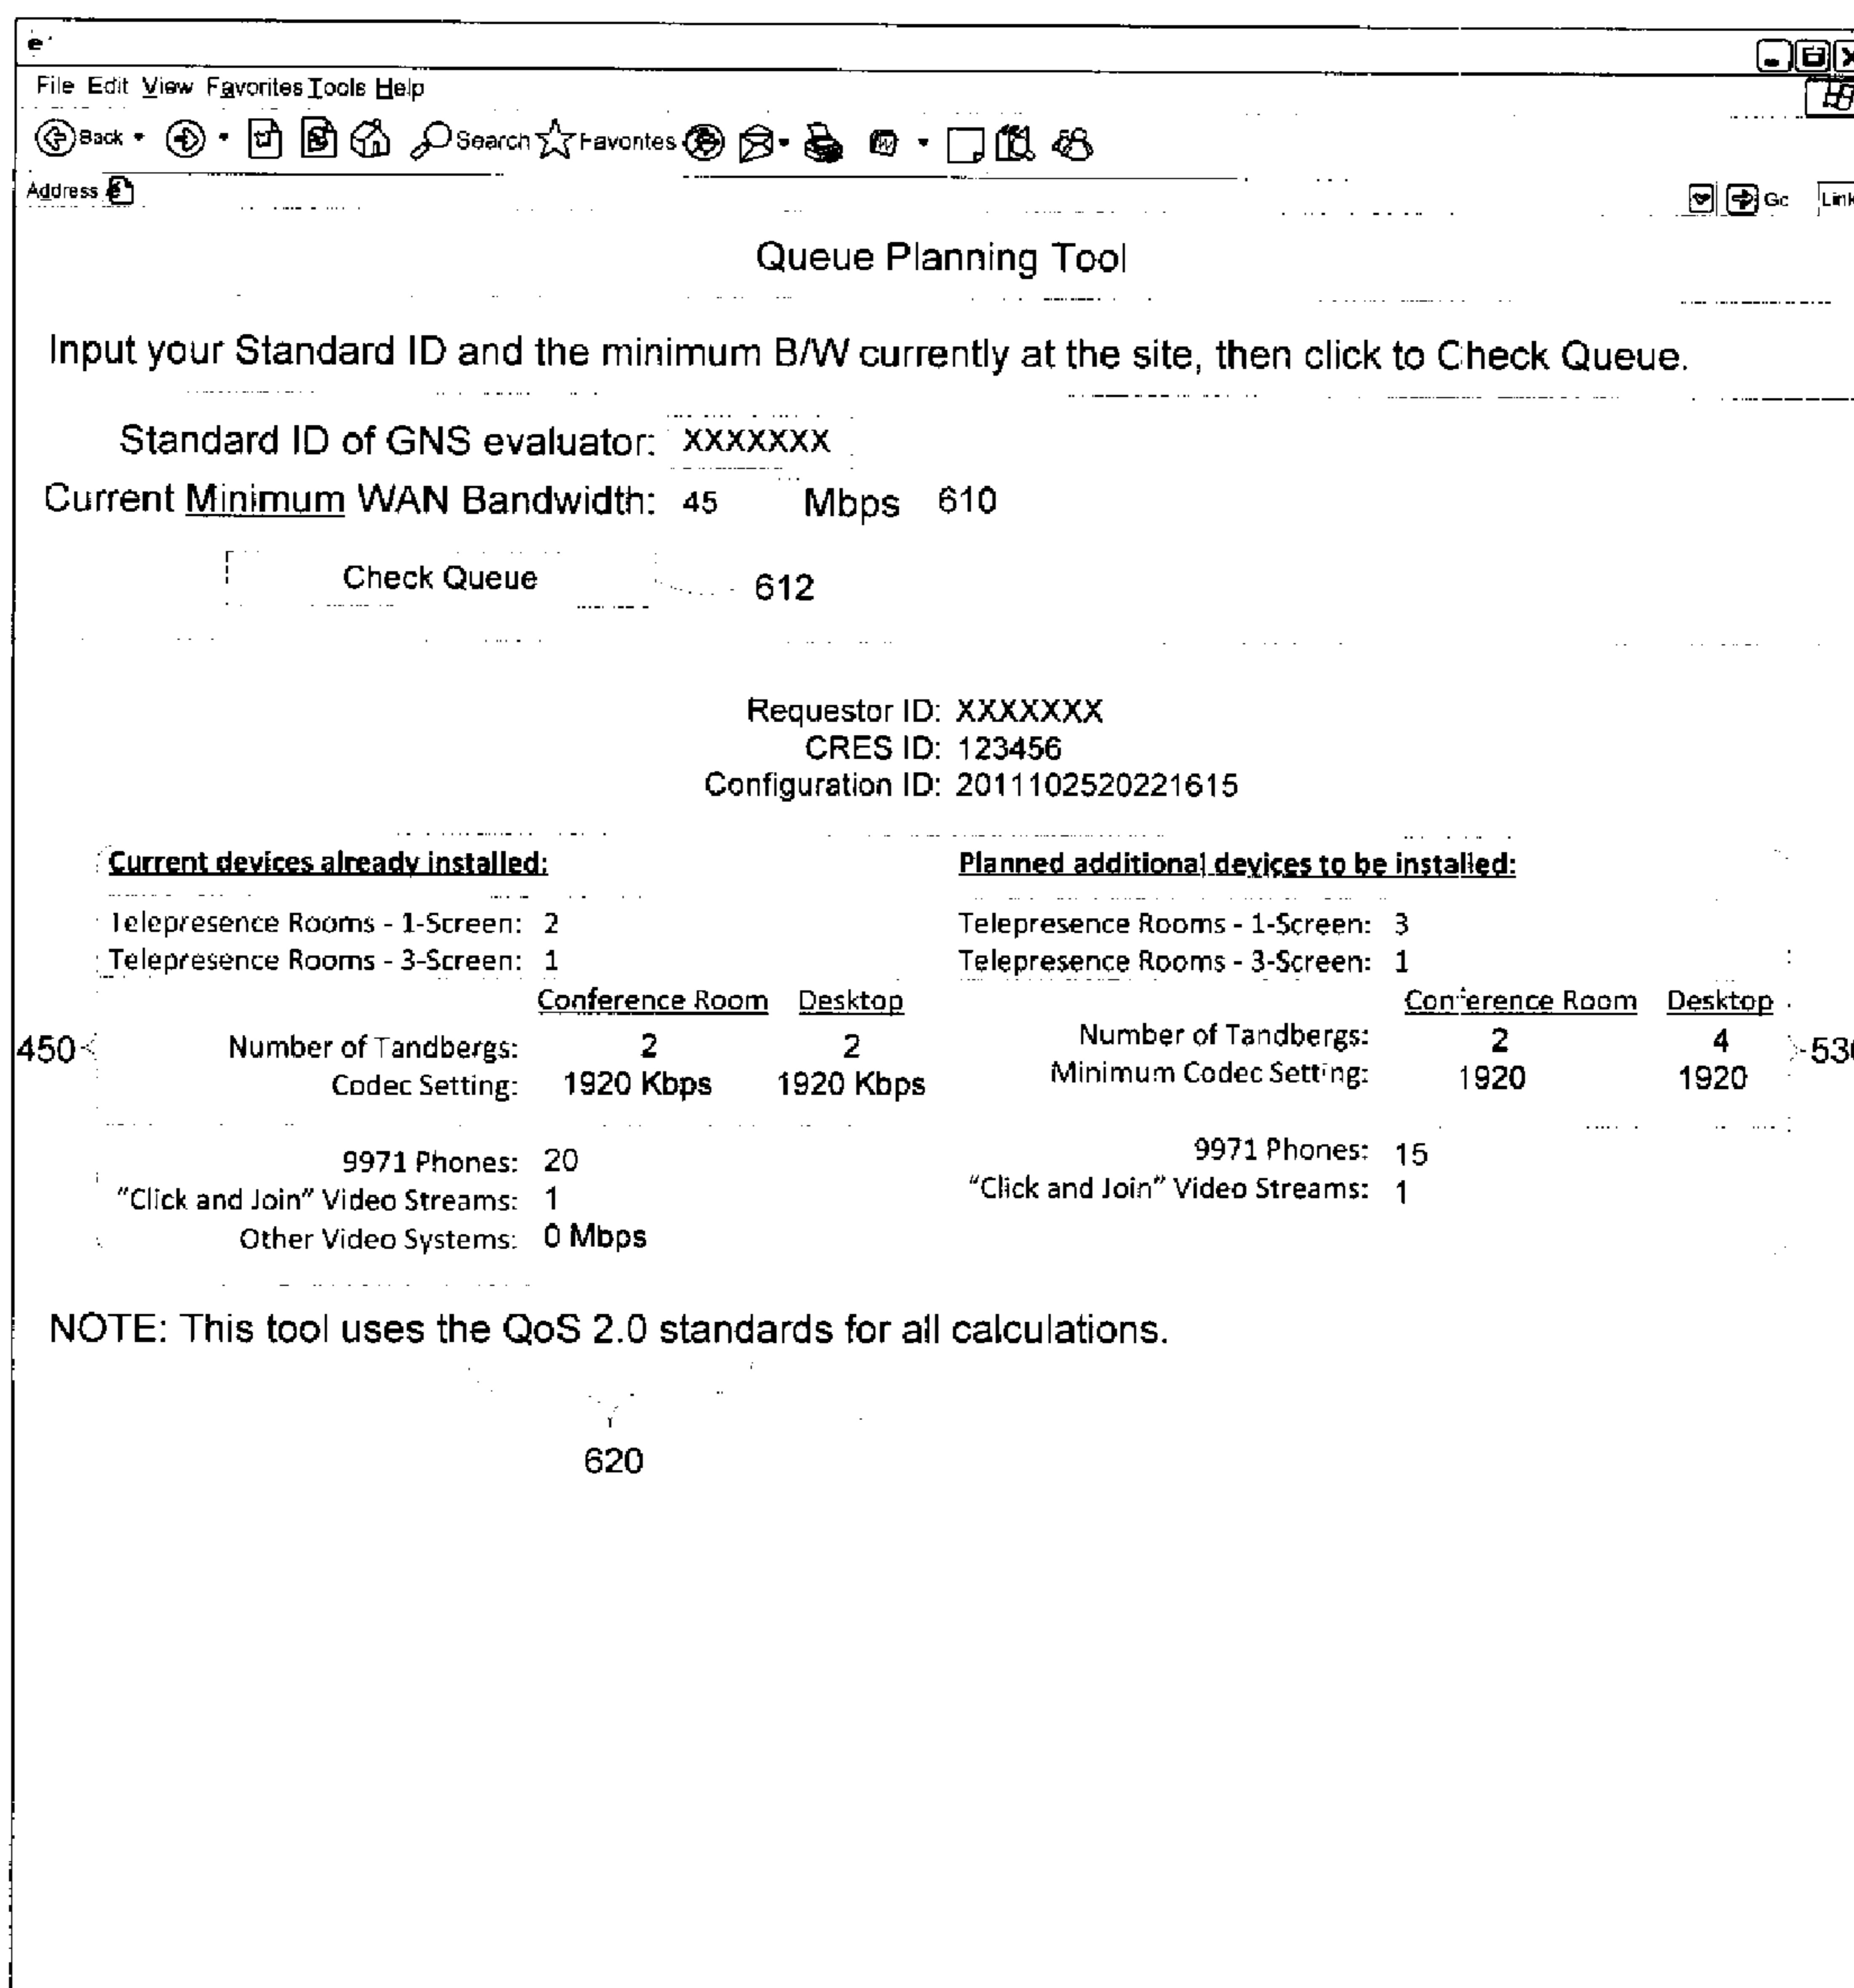 e
File Edit View Favorites Tools Help
Back Search Favontes W
Address e Go Link
Queue Planning Tool
Input your Standard ID and the minimum B/W currently at the site, then click to Check Queue.
Standard ID of GNS evaluator: XXXXXXX
Current Minimum WAN Bandwidth: 45 Mbps 610
Check Queue 612
Requestor ID: XXXXXXX
CRES ID: 123456
Configuration ID: 2011102520221615
Current devices already installed: Planned additional devices to be installed:
Telepresence Rooms - 1-Screen: 2 Telepresence Rooms - 1-Screen: 3
Telepresence Rooms - 3-Screen: 1 Telepresence Rooms - 3-Screen: 1
Conference Room Desktop Conference Room Desktop
450 Number of Tandbergs: 2 2 Number of Tandbergs: 2 4 530
Codec Setting: 1920 Kbps 1920 Kbps Minimum Codec Setting: 1920 1920
9971 Phones: 20 9971 Phones: 15
"Click and Join" Video Streams: 1 "Click and Join" Video Streams: 1
Other Video Systems: 0 Mbps
NOTE: This tool uses the QoS 2.0 standards for all calculations.
620